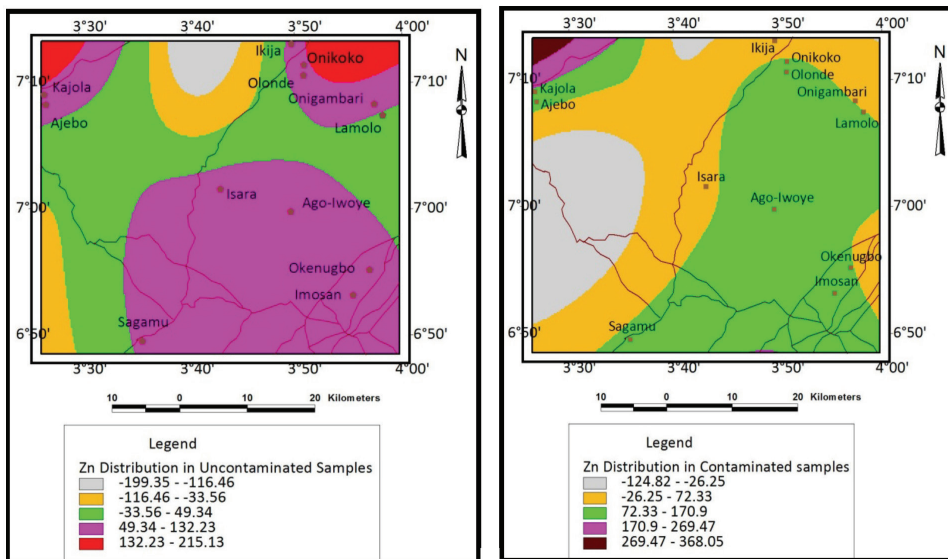 3°30' 3°40' 3°50' 4°00'
7°10'
7°00'
6°50'
Ikija
Onikoko
Olonde
Kajola
Onigambari
Ajebo
Lamolo
Isara
Ago-Iwoye
Okenugbo
Imosan
Sagamu
N
7°10'
7°00'
6°50'
3°30' 3°40' 3°50' 4°00'
10 0 10 20 Kilometers
Legend
Zn Distribution in Uncontaminated Samples
-199.35 - -116.46
-116.46 - -33.56
-33.56 - 49.34
49.34 - 132.23
132.23 - 215.13
3°30' 3°40' 3°50' 4°00'
7°10'
7°00'
6°50'
Ikija
Onikoko
Olonde
Kajola
Onigambari
Ajebo
Lamolo
Isara
Ago-Iwoye
Okenugbo
Imosan
Sagamu
N
7°10'
7°00'
6°50'
3°30' 3°40' 3°50' 4°00'
10 0 10 20 Kilometers
Legend
Zn Distribution in Contaminated samples
-124.82 - -26.25
-26.25 - 72.33
72.33 - 170.9
170.9 - 269.47
269.47 - 368.05